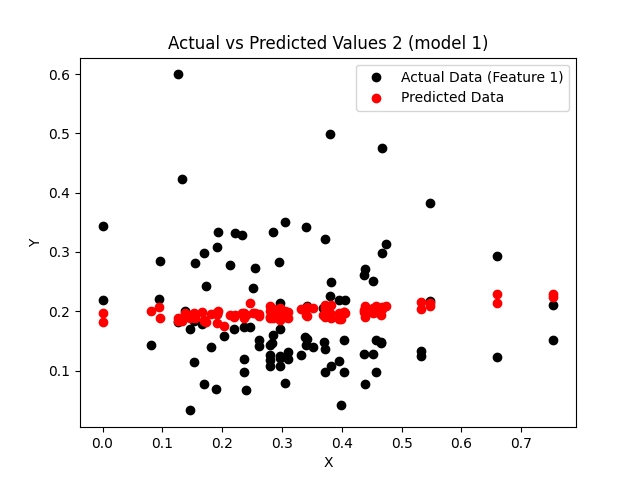 Actual vs Predicted Values 2 (model 1)
Actual Data (Feature 1)
Predicted Data
0.6
0.5
0.4
0.3
0.2
0.1
Y
0.0 0.1 0.2 0.3 0.4 0.5 0.6 0.7
X